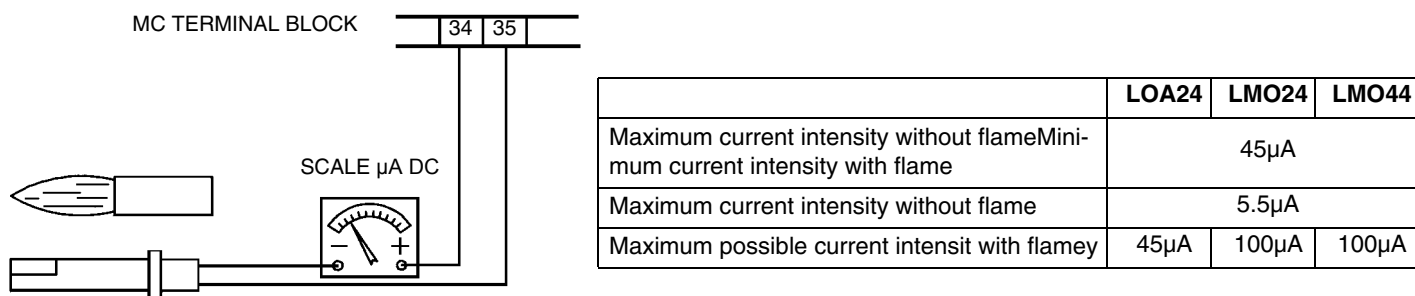 MC TERMINAL BLOCK
34 35
SCALE µA DC
− +
LOA24 LMO24 LMO44
Maximum current intensity without flameMini-
mum current intensity with flame
45µA
Maximum current intensity without flame 5.5µA
Maximum possible current intensit with flamey 45µA 100µA 100µA